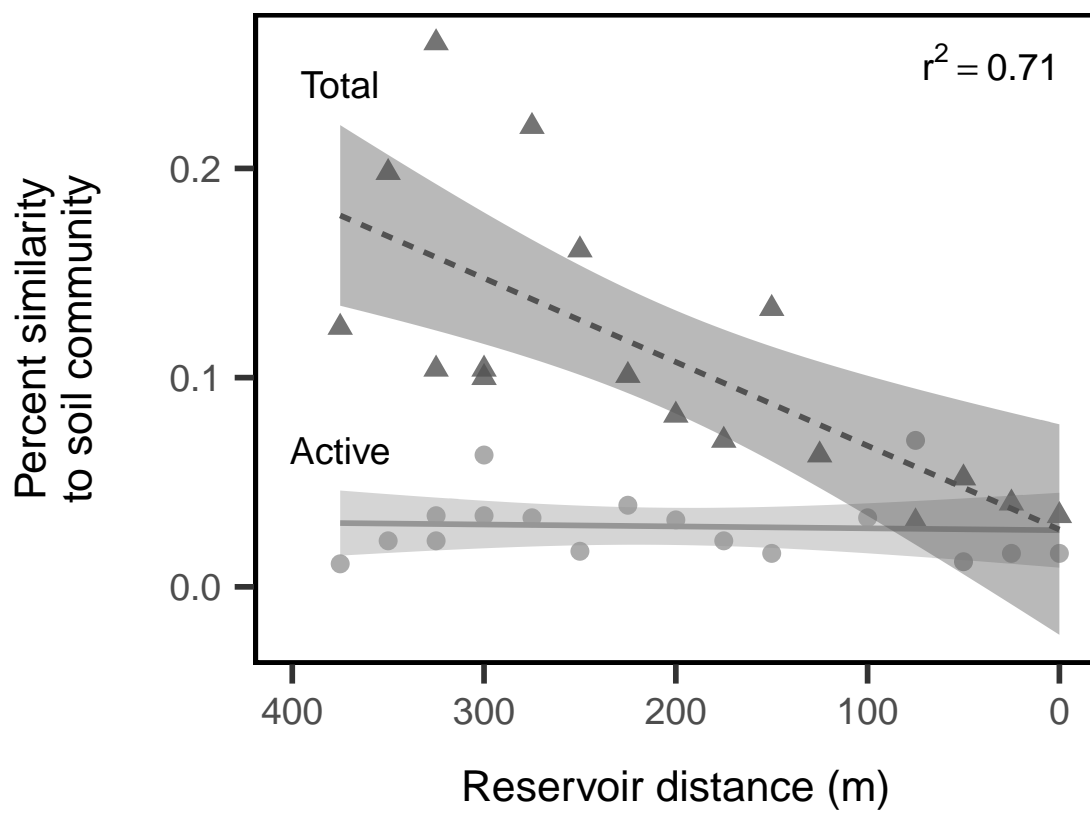 Total
r² = 0.71
0.2
0.1
0.0
Active
Percent similarity
to soil community
400 300 200 100 0
Reservoir distance (m)